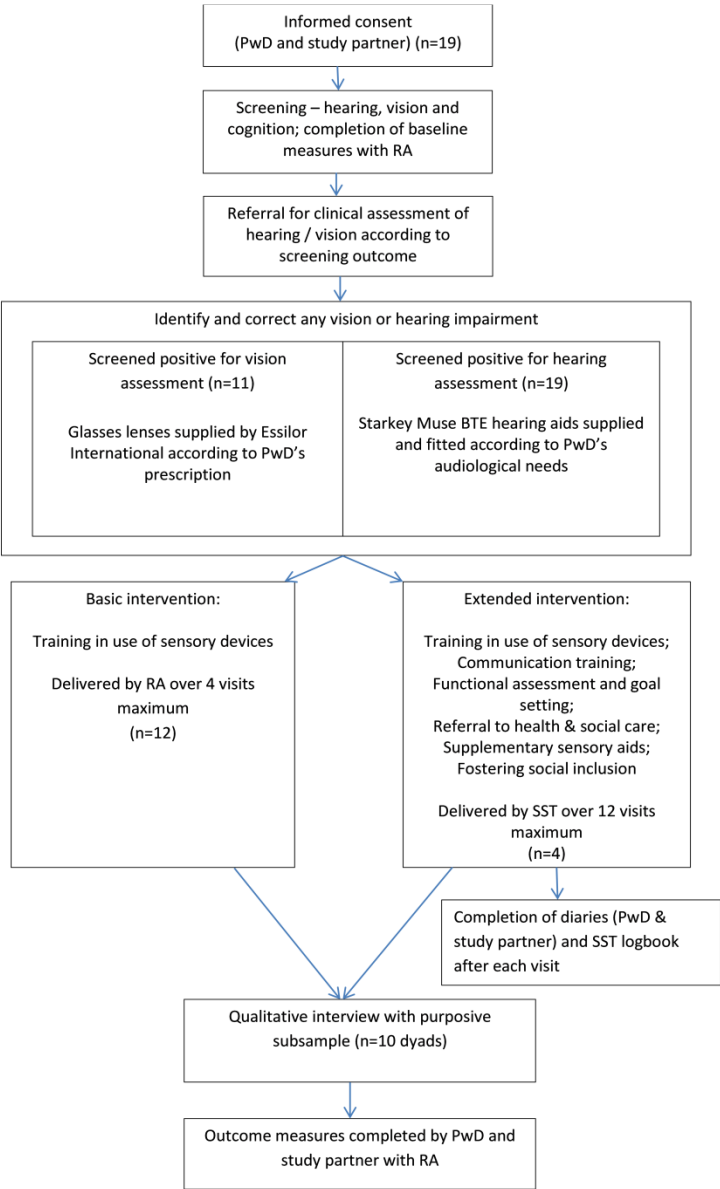 Informed consent
(PwD and study partner) (n=19)
Screening – hearing, vision and
cognition; completion of baseline
measures with RA
Referral for clinical assessment of
hearing / vision according to
screening outcome
Identify and correct any vision or hearing impairment
Screened positive for vision
assessment (n=11)
Glasses lenses supplied by Essilor
International according to PwD's
prescription
Screened positive for hearing
assessment (n=19)
Starkey Muse BTE hearing aids supplied
and fitted according to PwD's
audiological needs
Basic intervention:
Training in use of sensory devices
Delivered by RA over 4 visits
maximum
(n=12)
Extended intervention:
Training in use of sensory devices;
Communication training;
Functional assessment and goal
setting;
Referral to health & social care;
Supplementary sensory aids;
Fostering social inclusion
Delivered by SST over 12 visits
maximum
(n=4)
Completion of diaries (PwD &
study partner) and SST logbook
after each visit
Qualitative interview with purposive
subsample (n=10 dyads)
Outcome measures completed by PwD and
study partner with RA